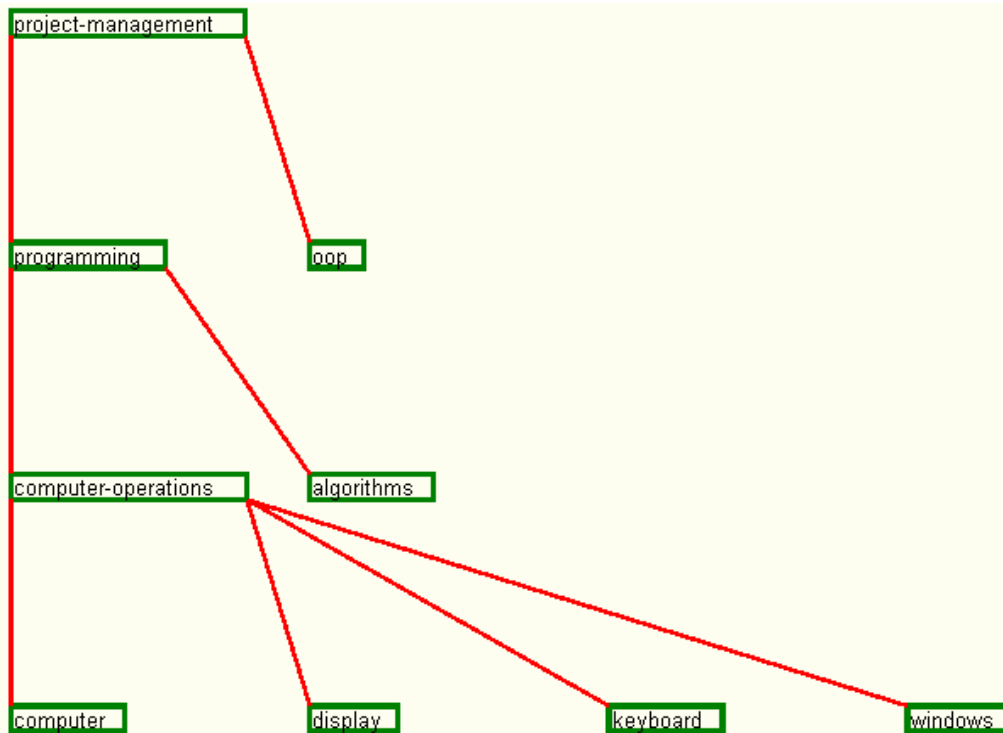 project-management
programming
oop
computer-operations
algorithms
computer
display
keyboard
windows